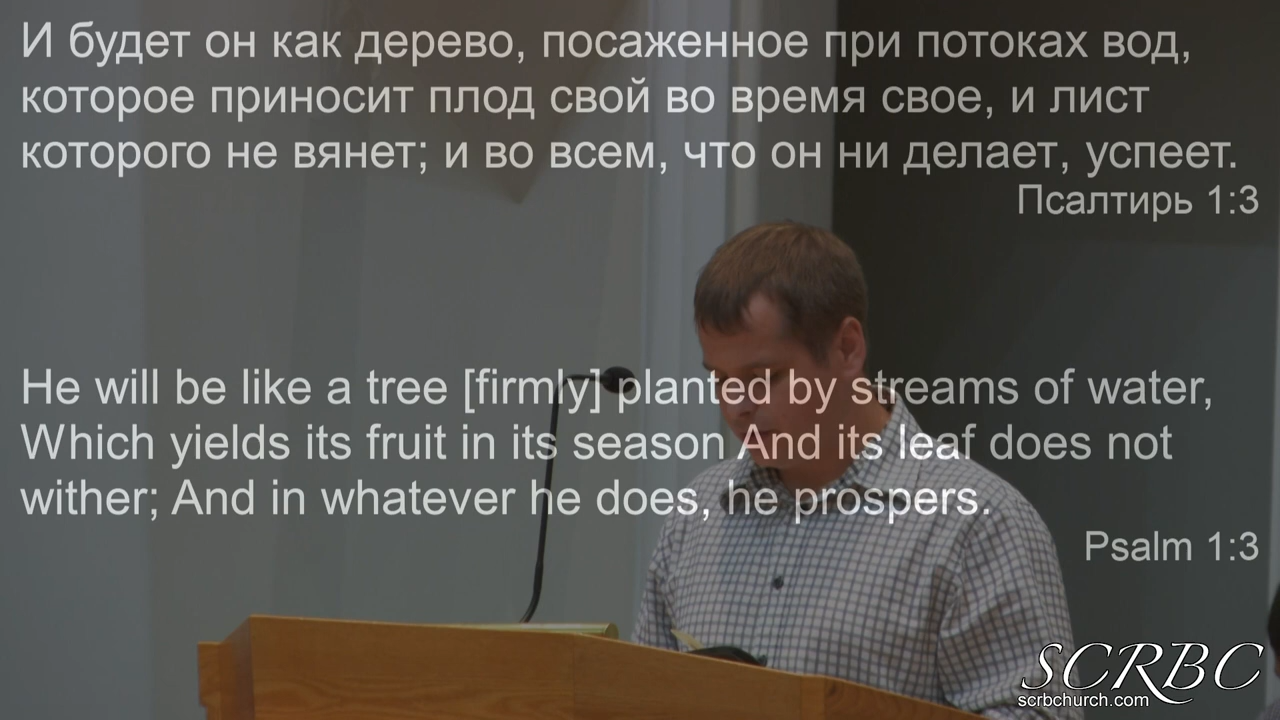 И будет он как дерево, посаженное при потоках вод,
которое приносит плод свой во время свое, и лист
которого не вянет; и во всем, что он ни делает, успеет.
Псалтирь 1:3
He will be like a tree [firmly] planted by streams of water,
Which yields its fruit in its season And its leaf does not
wither; And in whatever he does, he prospers.
Psalm 1:3
SCRBC
scrbchurch.com